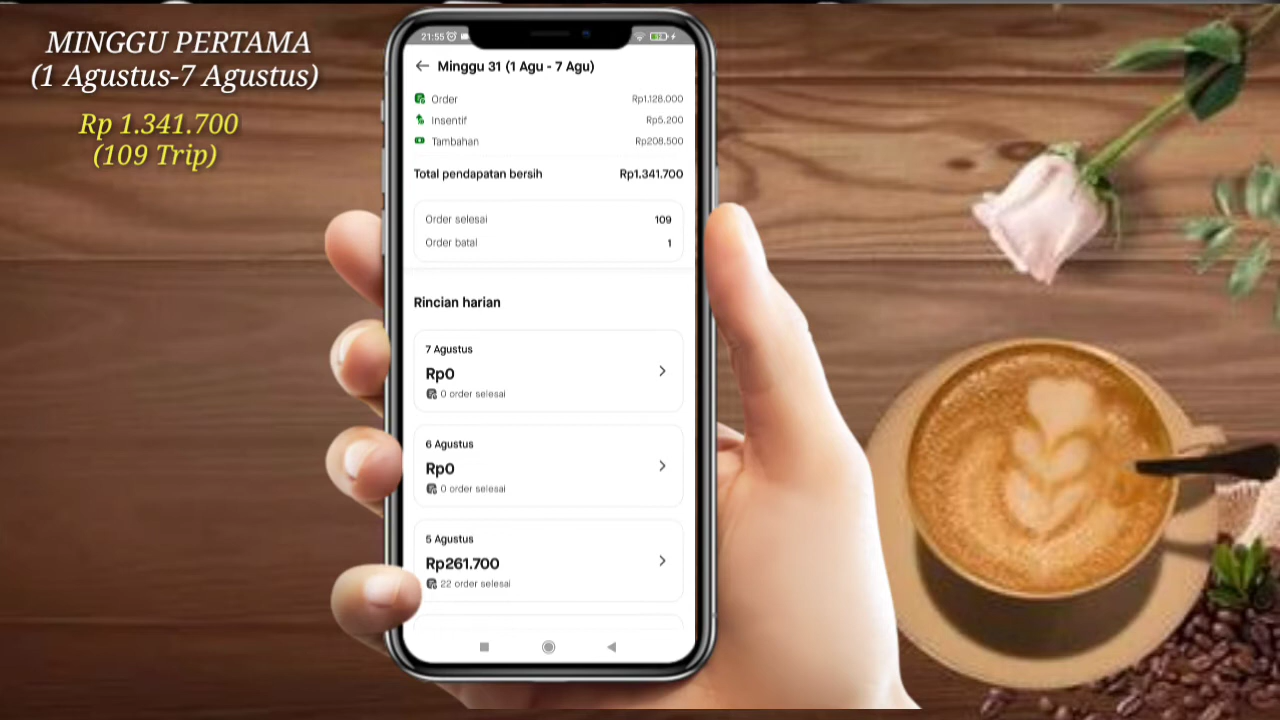 MINGGU PERTAMA
(1 Agustus-7 Agustus)
Rp 1.341.700
(109 Trip)
21:55
Minggu 31 (1 Agu - 7 Agu)
Order Rp1.128.000
Insentif Rp5.200
Tambahan Rp208.500
Total pendapatan bersih Rp1.341.700
Order selesai 109
Order batal 1
Rincian harian
7 Agustus
Rp0
0 order selesai
6 Agustus
Rp0
0 order selesai
5 Agustus
Rp261.700
22 order selesai